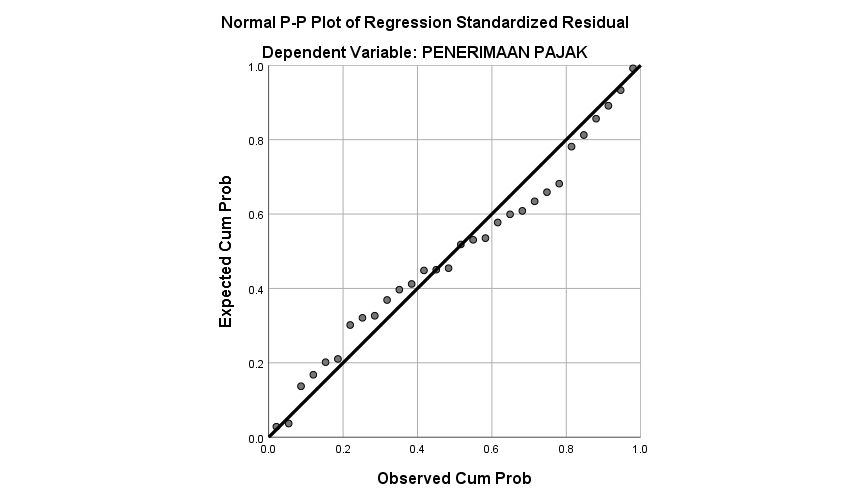 Normal P-P Plot of Regression Standardized Residual
Dependent Variable: PENERIMAAN PAJAK
1.0
0.8
0.6
0.4
0.2
0.0
Expected Cum Prob
0.0 0.2 0.4 0.6 0.8 1.0
Observed Cum Prob